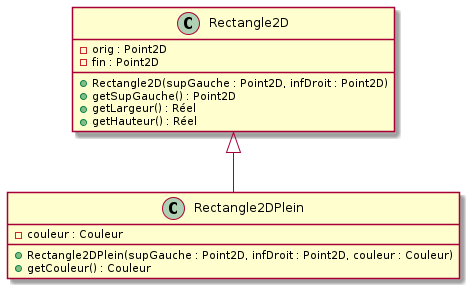 C Rectangle2D
orig : Point2D
fin : Point2D
Rectangle2D(supGauche : Point2D, infDroit : Point2D)
getSupGauche() : Point2D
getLargeur() : Réel
getHauteur() : Réel
C Rectangle2DPlein
couleur : Couleur
Rectangle2DPlein(supGauche : Point2D, infDroit : Point2D, couleur : Couleur)
getCouleur() : Couleur